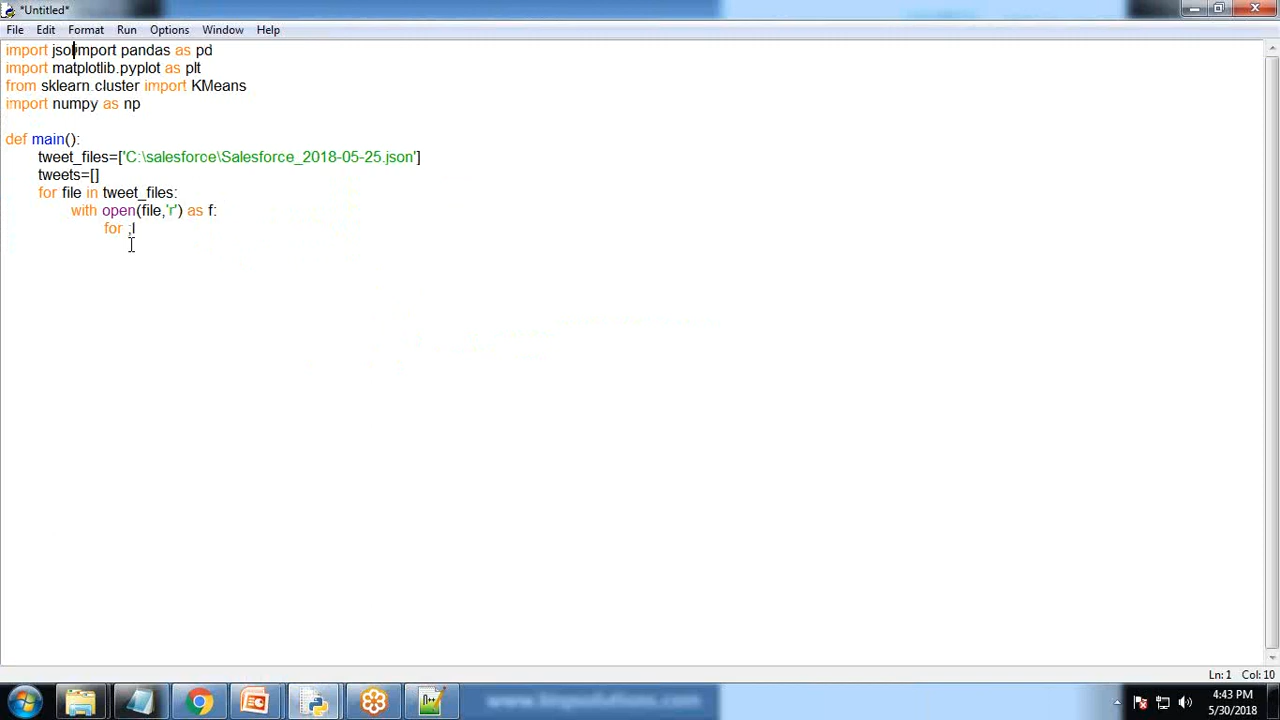 *Untitled*
File Edit Format Run Options Window Help
import jsoimport pandas as pd
import matplotlib.pyplot as plt
from sklearn.cluster import KMeans
import numpy as np
def main():
tweet_files=['C:\salesforce\Salesforce_2018-05-25.json']
tweets=[]
for file in tweet_files:
with open(file,'r') as f:
for ;l
Ln: 1 Col: 10
4:43 PM
5/30/2018